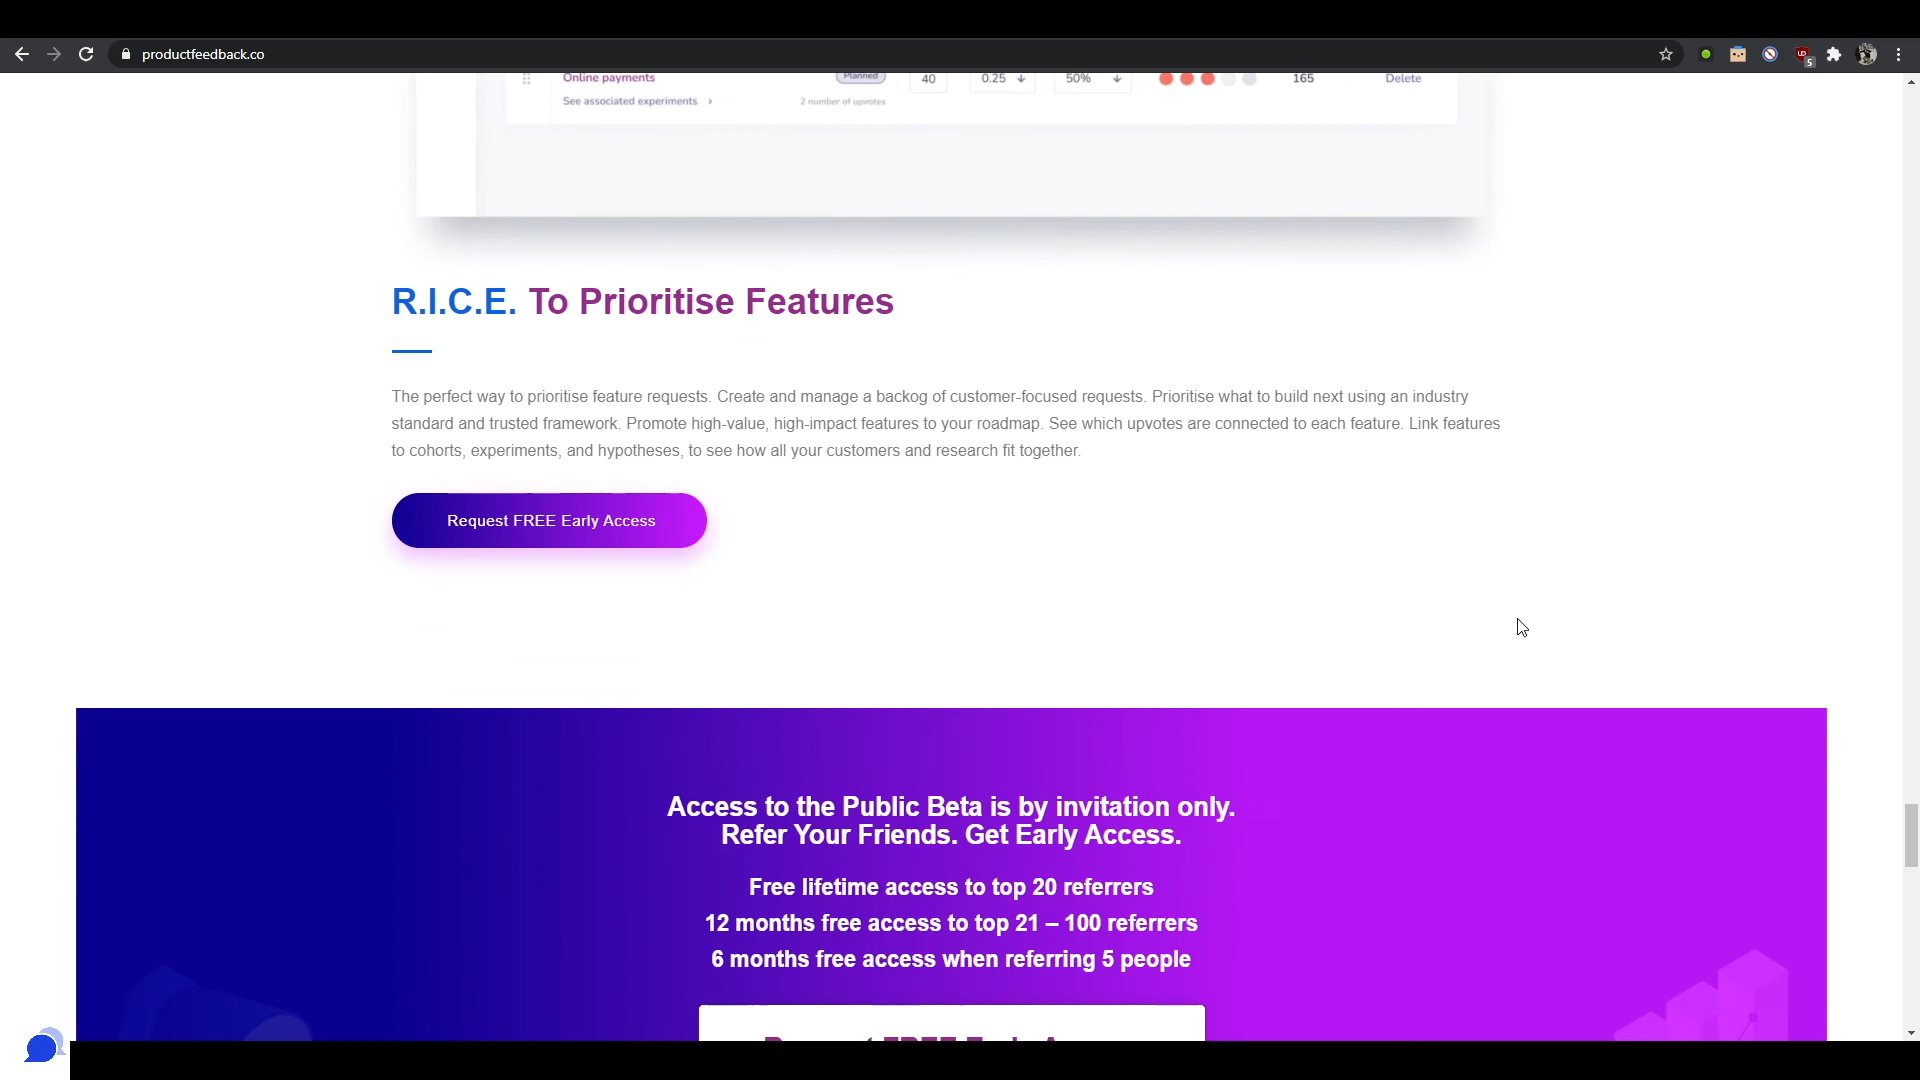 productfeedback.co
5
Online payments Planned 40 0.25 50% 165 Delete
See associated experiments 2 number of upvotes
R.I.C.E. To Prioritise Features
The perfect way to prioritise feature requests. Create and manage a backog of customer-focused requests. Prioritise what to build next using an industry
standard and trusted framework. Promote high-value, high-impact features to your roadmap. See which upvotes are connected to each feature. Link features
to cohorts, experiments, and hypotheses, to see how all your customers and research fit together.
Request FREE Early Access
Access to the Public Beta is by invitation only.
Refer Your Friends. Get Early Access.
Free lifetime access to top 20 referrers
12 months free access to top 21 – 100 referrers
6 months free access when referring 5 people